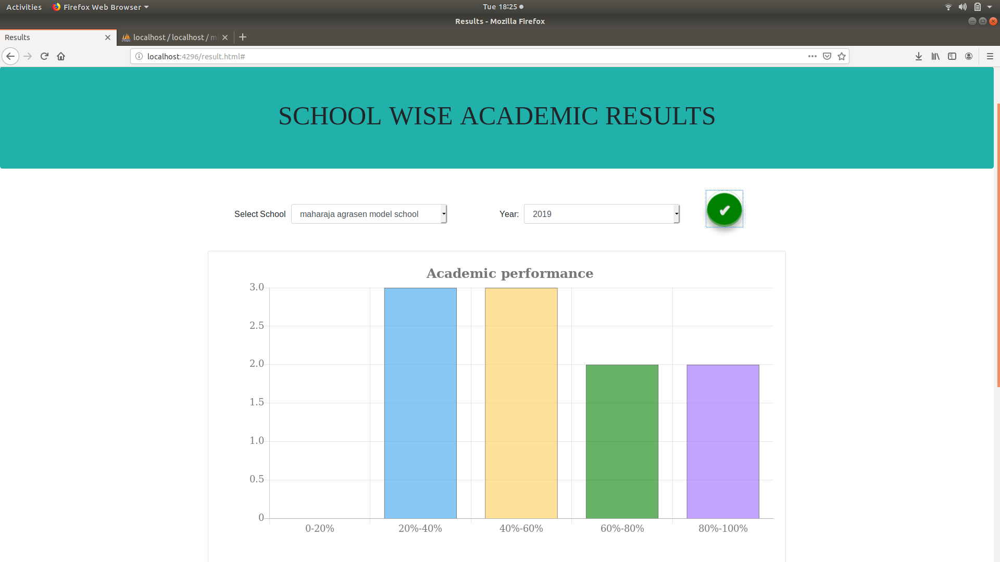 Activities Firefox Web Browser Tue 18:25
Results - Mozilla Firefox
Results localhost / localhost / m
localhost:4296/result.html#
SCHOOL WISE ACADEMIC RESULTS
Select School maharaja agrasen model school Year: 2019
Academic performance
3.0
2.5
2.0
1.5
1.0
0.5
0
0-20% 20%-40% 40%-60% 60%-80% 80%-100%